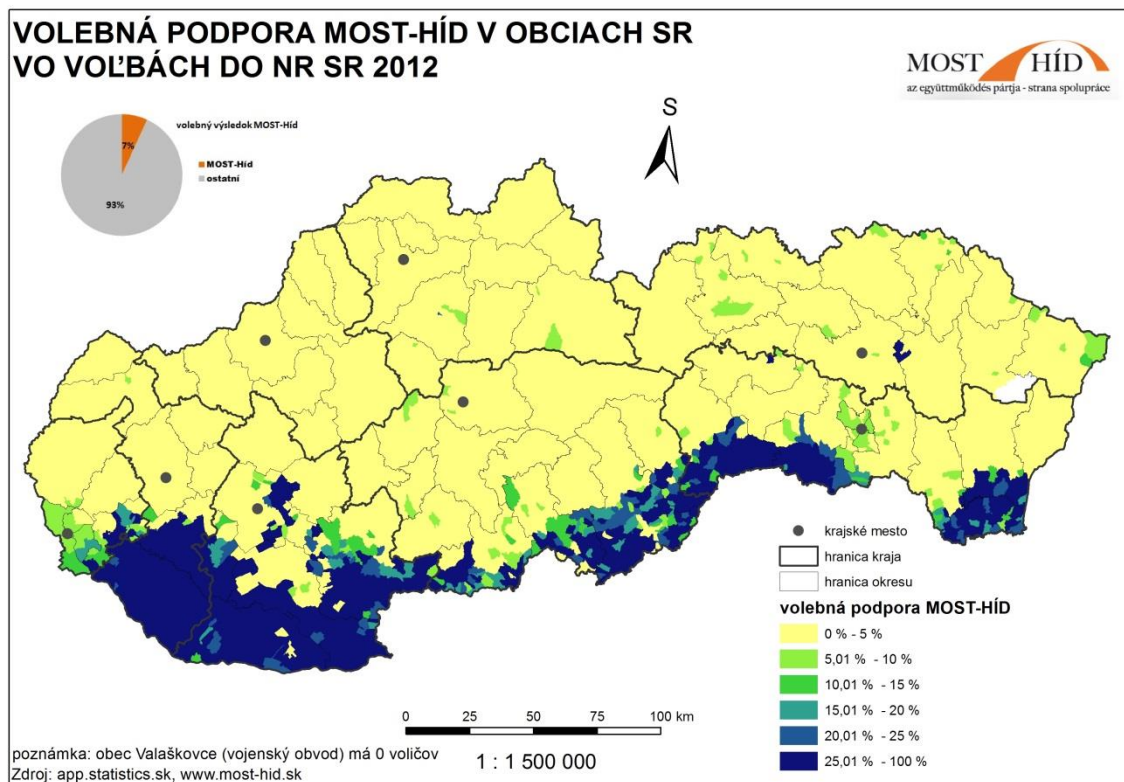 VOLEBNÁ PODPORA MOST-HÍD V OBCIACH SR
VO VOĽBÁCH DO NR SR 2012
MOST HÍD
az együttműködés pártja - strana spolupráce
volebný výsledok MOST-Híd
7%
93%
MOST-Híd
ostatní
S
krajské mesto
hranica kraja
hranica okresu
volebná podpora MOST-HÍD
0 % - 5 %
5,01 % - 10 %
10,01 % - 15 %
15,01 % - 20 %
20,01 % - 25 %
25,01 % - 100 %
0 25 50 75 100 km
1 : 1 500 000
poznámka: obec Valaškovce (vojenský obvod) má 0 voličov
Zdroj: app.statistics.sk, www.most-hid.sk